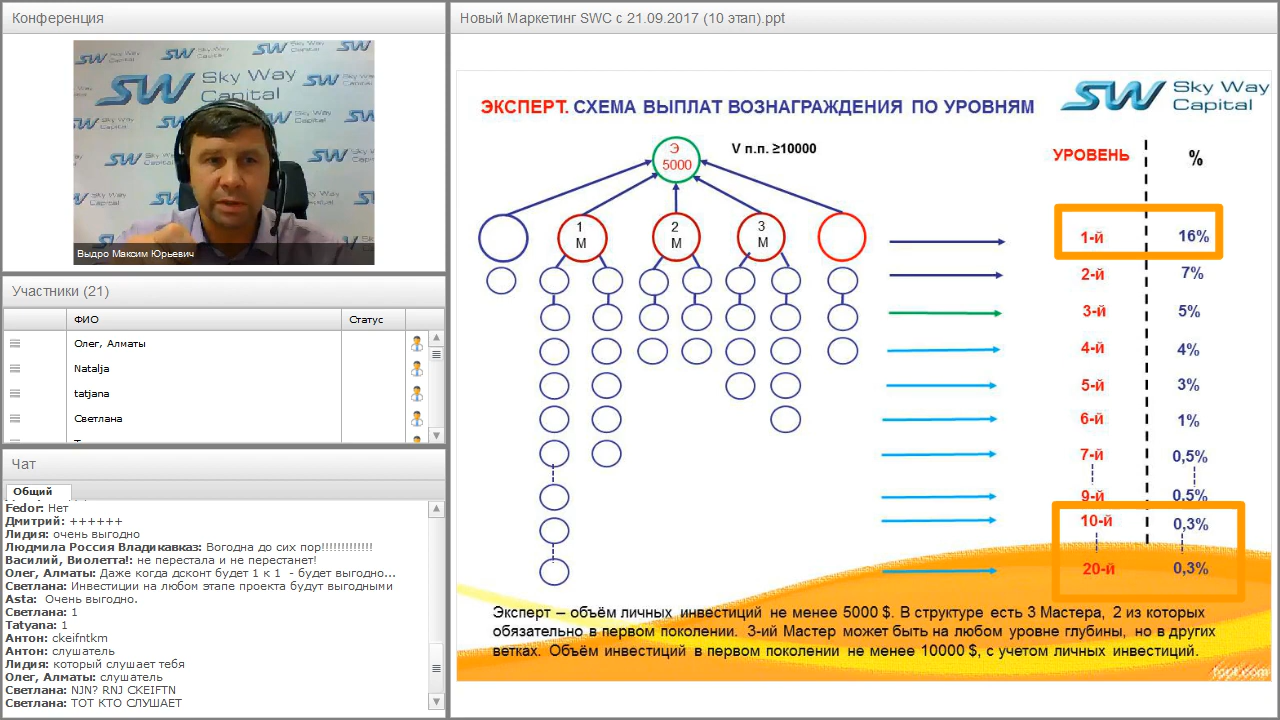 Конференция
SW Sky Way
Capital
Выдро Максим Юрьевич
Участники (21)
ФИО
Статус
Олег, Алматы
Natalja
tatjana
Светлана
Чат
Общий
Fedor: Нет
Дмитрий: ++++++
Лидия: очень выгодно
Людмила Россия Владикавказ: Вогодна до сих пор!!!!!!!!!!!!!
Василий, Виолетта!: не перестала и не перестанет!
Олег, Алматы: Даже когда дсконт будет 1 к 1 - будет выгодно...
Светлана: Инвестиции на любом этапе проекта будут выгодными
Asta: Очень выгодно.
Светлана: 1
Tatyana: 1
Антон: ckeifntkm
Антон: слушатель
Лидия: который слушает тебя
Олег, Алматы: слушатель
Светлана: NJN? RNJ CKEIFTN
Светлана: ТОТ КТО СЛУШАЕТ
Новый Маркетинг SWC с 21.09.2017 (10 этап).ppt
SW Sky Way
Capital
ЭКСПЕРТ. СХЕМА ВЫПЛАТ ВОЗНАГРАЖДЕНИЯ ПО УРОВНЯМ
Э
5000
V п.п. ≥10000
1
М
2
М
3
М
УРОВЕНЬ %
1-й 16%
2-й 7%
3-й 5%
4-й 4%
5-й 3%
6-й 1%
7-й 0,5%
9-й 0,5%
10-й 0,3%
20-й 0,3%
Эксперт – объём личных инвестиций не менее 5000 $. В структуре есть 3 Мастера, 2 из которых
обязательно в первом поколении. 3-ий Мастер может быть на любом уровне глубины, но в других
ветках. Объём инвестиций в первом поколении не менее 10000 $, с учетом личных инвестиций.